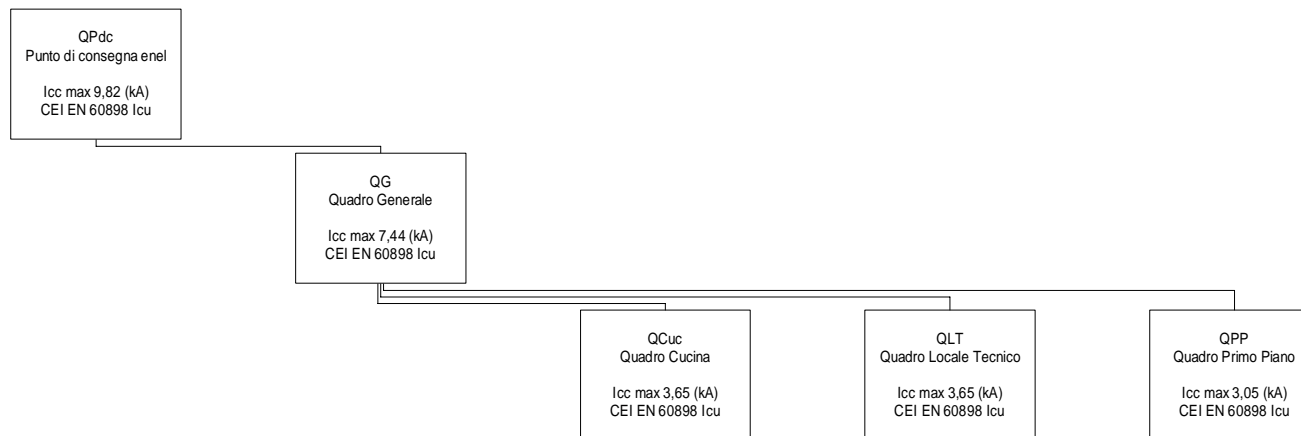 QPdc
Punto di consegna enel
Icc max 9,82 (kA)
CEI EN 60898 Icu
QG
Quadro Generale
Icc max 7,44 (kA)
CEI EN 60898 Icu
QCuc
Quadro Cucina
Icc max 3,65 (kA)
CEI EN 60898 Icu
QLT
Quadro Locale Tecnico
Icc max 3,65 (kA)
CEI EN 60898 Icu
QPP
Quadro Primo Piano
Icc max 3,05 (kA)
CEI EN 60898 Icu